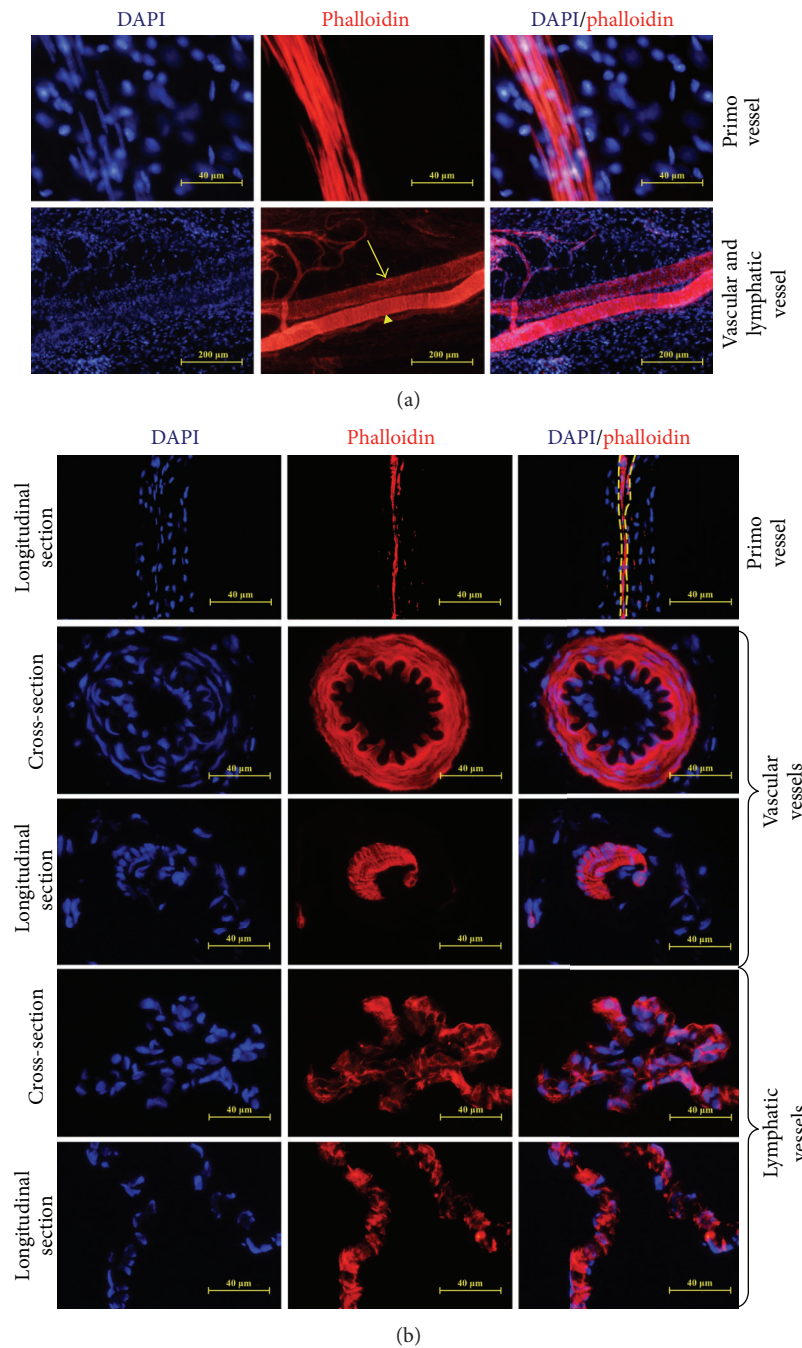 DAPI
Phalloidin
DAPI/phalloidin
40 μm
40 μm
40 μm
Primo
vessel
200 μm
200 μm
200 μm
Vascular and
lymphatic
vessel
(a)
DAPI
Phalloidin
DAPI/phalloidin
Longitudinal
section
40 μm
40 μm
40 μm
Primo
vessel
Cross-section
40 μm
40 μm
40 μm
Longitudinal
section
40 μm
40 μm
40 μm
Vascular
vessels
Cross-section
40 μm
40 μm
40 μm
Longitudinal
section
40 μm
40 μm
40 μm
Lymphatic
vessels
(b)